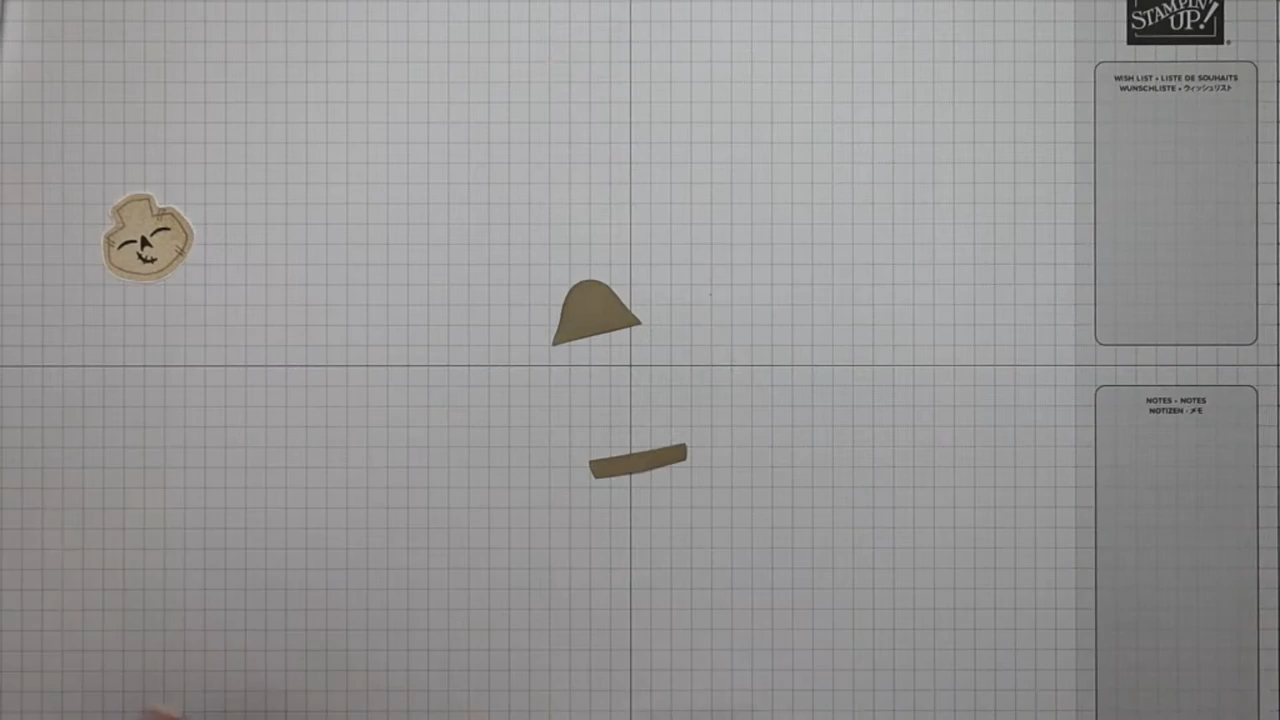 STAMPIN'
UP!®
WISH LIST • LISTE DE SOUHAITS
WUNSCHLISTE • ウィッシュリスト
NOTES • NOTES
NOTIZEN • メモ